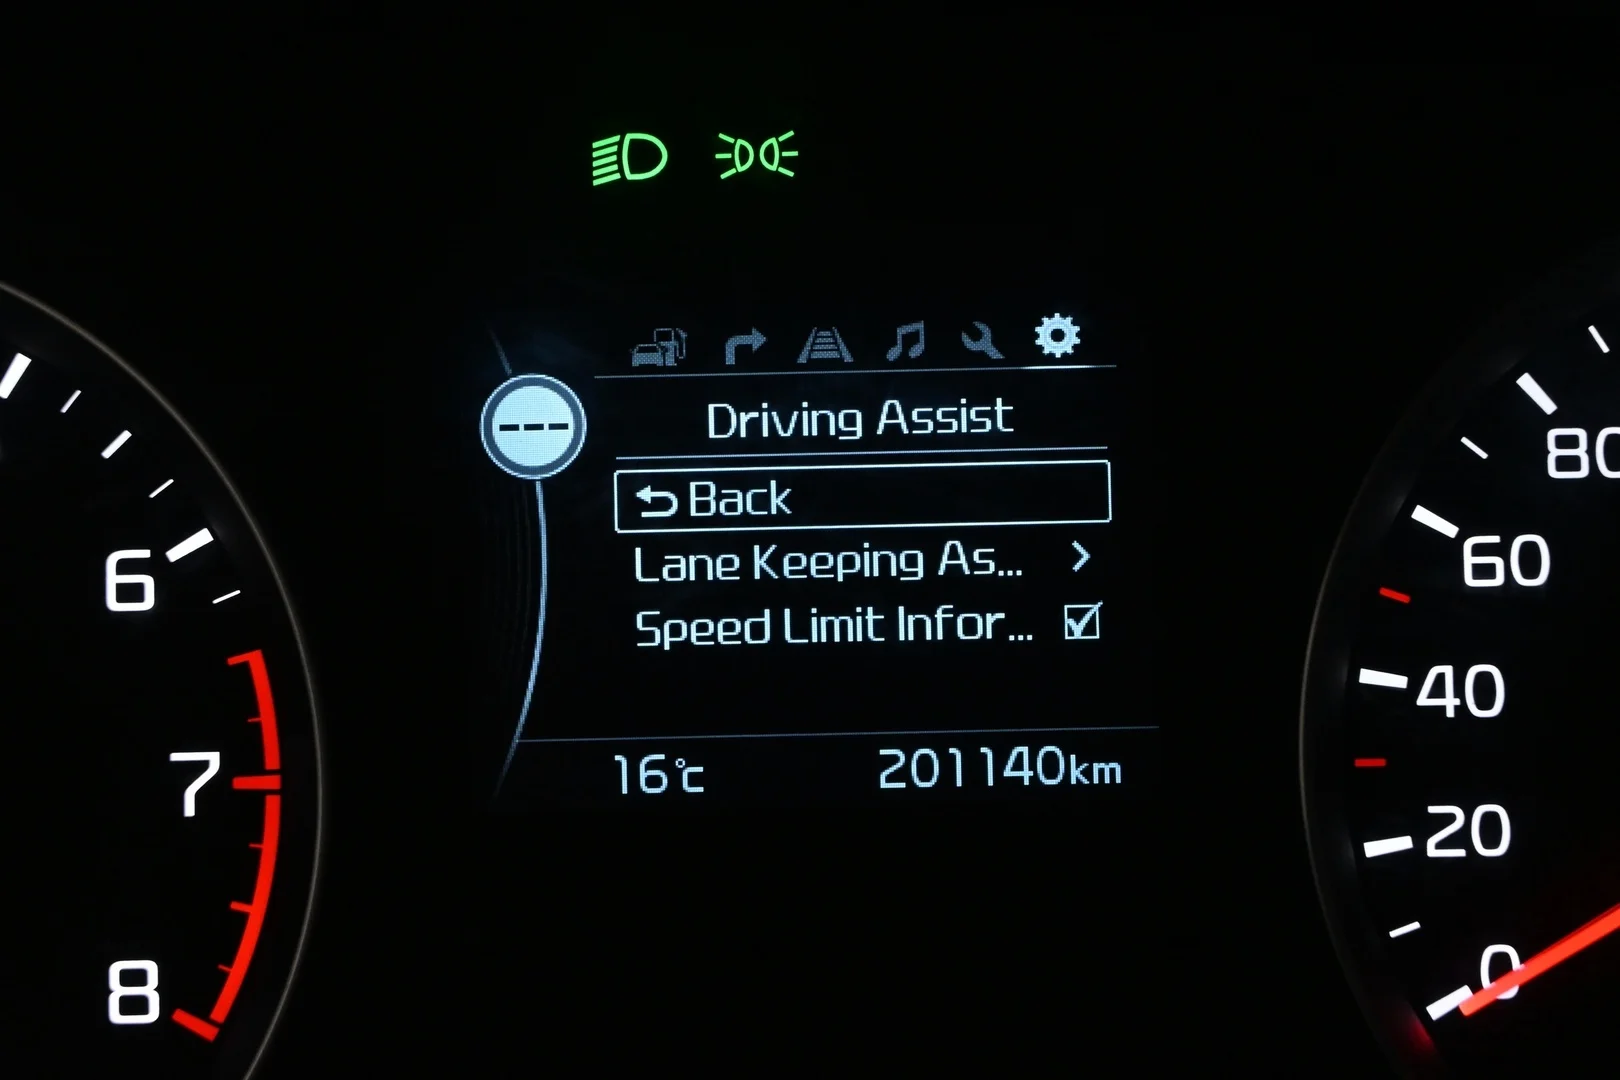 Driving Assist
Back
Lane Keeping As...
Speed Limit Infor...
16°C
201140km
6
7
8
80
60
40
20
0